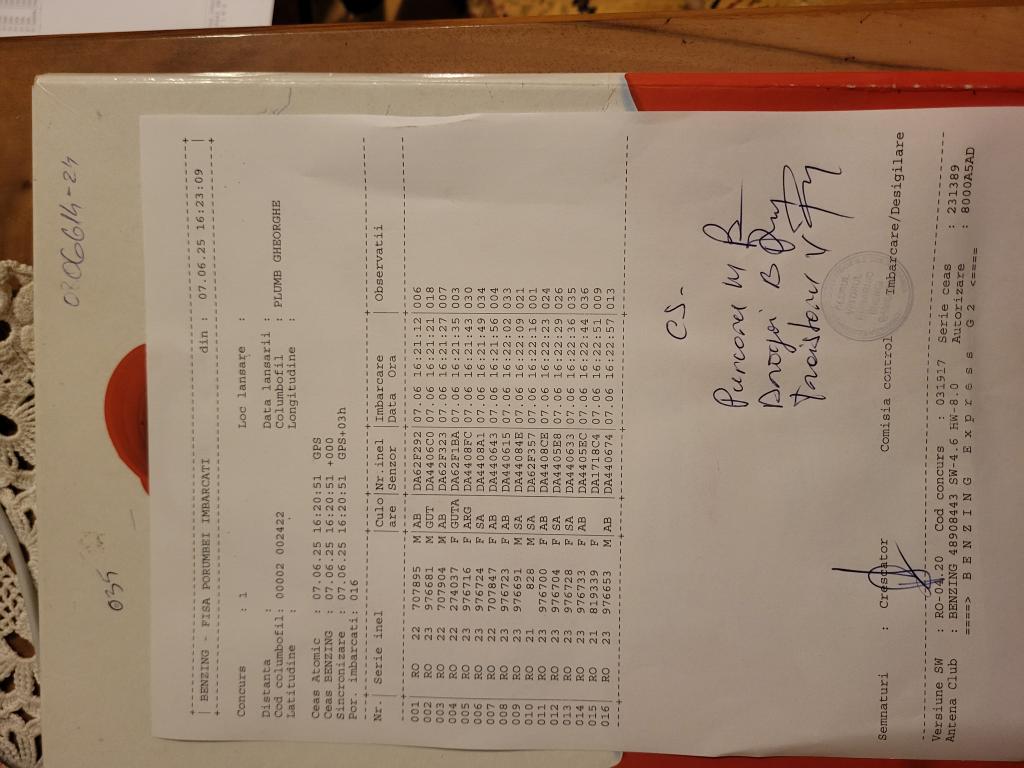 0806614-24
035
BENZING - FISA PORUMBEI IMBARCATI din : 07.06.25 16:23:09
Concurs : 1 Loc lansare :
Distanta : Data lansarii :
Cod columbofil: 00002 002422 Columbofil : PLUMB GHEORGHE
Latitudine : Longitudine :
Ceas Atomic : 07.06.25 16:20:51 GPS
Ceas BENZING : 07.06.25 16:20:51 +000
Sincronizare : 07.06.25 16:20:51 GPS+03h
Por. imbarcati: 016
Nr. | Serie inel |Culo|Nr.inel |Imbarcare | Observatii
|are |Senzor |Data Ora |
001 | RO 22 707895 M|AB |DA62F292|07.06 16:21:12|006
002 | RO 23 976681 M|GUT |DA4406C0|07.06 16:21:21|018
003 | RO 22 707904 M|AB |DA62F323|07.06 16:21:27|007
004 | RO 22 274037 F|GUTA|DA62F1BA|07.06 16:21:35|003
005 | RO 23 976716 F|ARG |DA4408FC|07.06 16:21:43|030
006 | RO 23 976724 F|SA |DA4408A1|07.06 16:21:49|034
007 | RO 22 707847 F|AB |DA440643|07.06 16:21:56|004
008 | RO 23 976723 F|AB |DA440615|07.06 16:22:02|033
009 | RO 23 976691 M|SA |DA44084E|07.06 16:22:09|021
010 | RO 21 828 M|SA |DA62F357|07.06 16:22:16|001
011 | RO 23 976700 F|AB |DA4408CE|07.06 16:22:23|024
012 | RO 23 976704 F|SA |DA4405E8|07.06 16:22:29|026
013 | RO 23 976728 F|SA |DA440633|07.06 16:22:36|035
014 | RO 23 976733 F|AB |DA4405EC|07.06 16:22:44|036
015 | RO 21 819339 F| |DA1718C4|07.06 16:22:51|009
016 | RO 23 976653 M|AB |DA440674|07.06 16:22:57|013
CS.
Semnaturi : Crescator Comisia control Imbarcare/Desigilare
Versiune SW : RO-04.20 Cod concurs : 031917 Serie ceas : 231389
Antena Club : BENZING 48908443 SW-4.6 HW-8.0 Autorizare : 8000A5AD
====> B E N Z I N G E x p r e s s G 2 <====